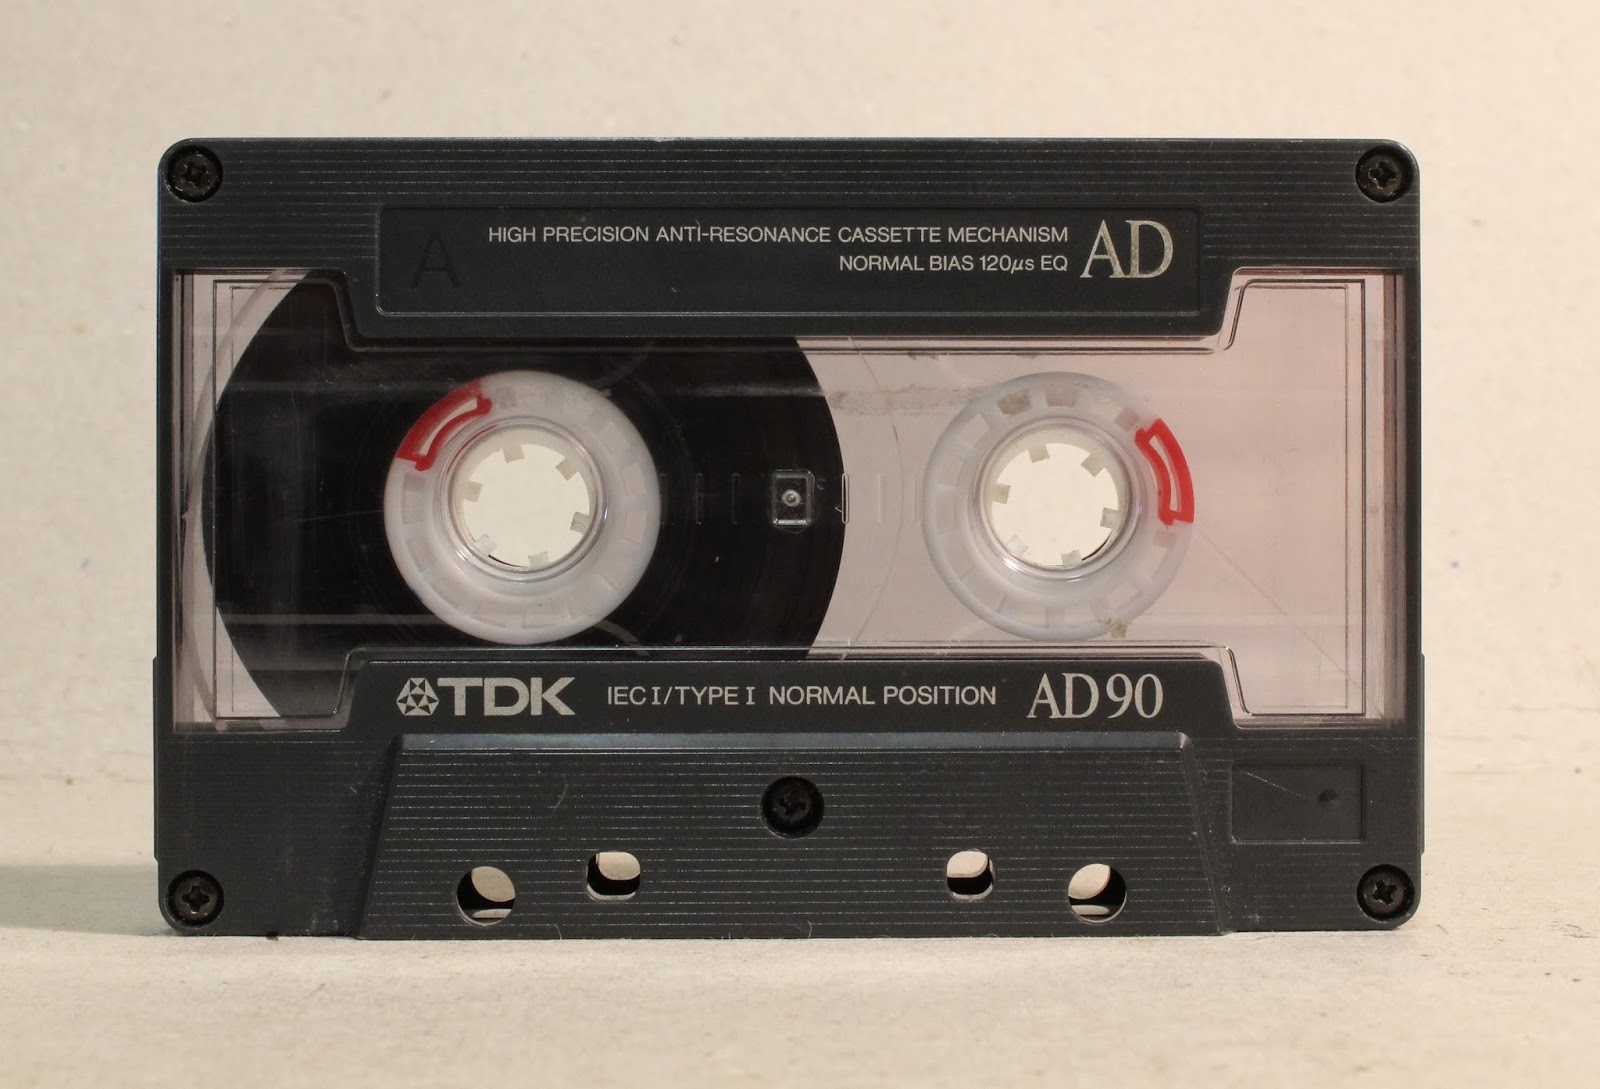 HIGH PRECISION ANTI-RESONANCE CASSETTE MECHANISM AD
A
NORMAL BIAS 120μs EQ
TDK IEC I/TYPE I NORMAL POSITION AD90